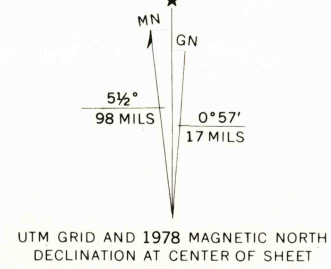 MN
GN
5½°
98 MILS
0°57′
17 MILS
UTM GRID AND 1978 MAGNETIC NORTH
DECLINATION AT CENTER OF SHEET